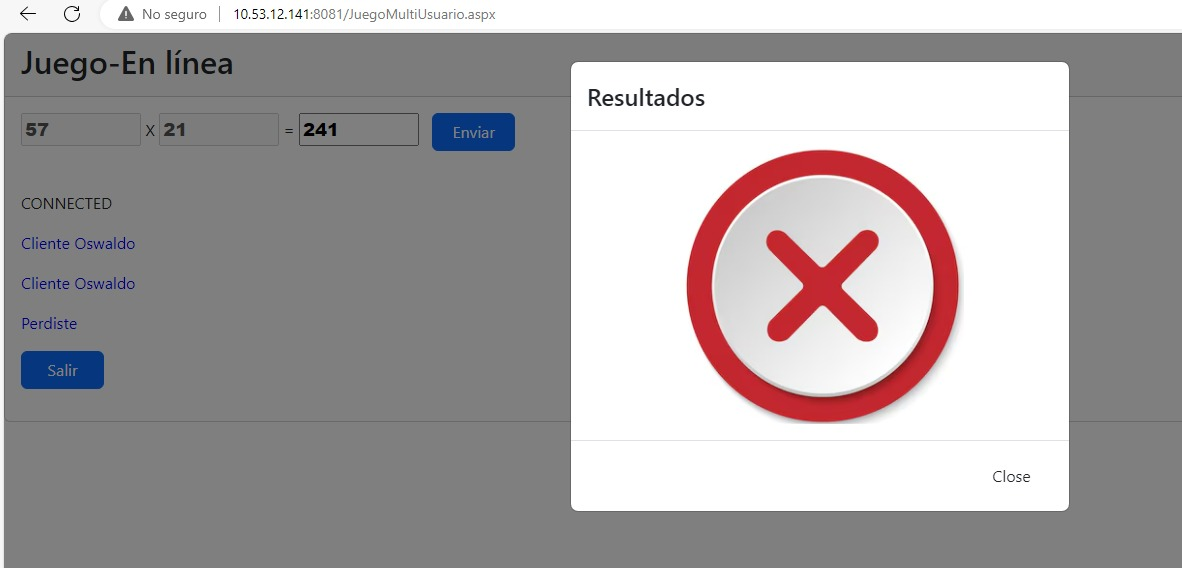 No seguro 10.53.12.141:8081/JuegoMultiUsuario.aspx
Juego-En línea
57 X 21 = 241 Enviar
CONNECTED
Cliente Oswaldo
Cliente Oswaldo
Perdiste
Salir
Resultados
Close